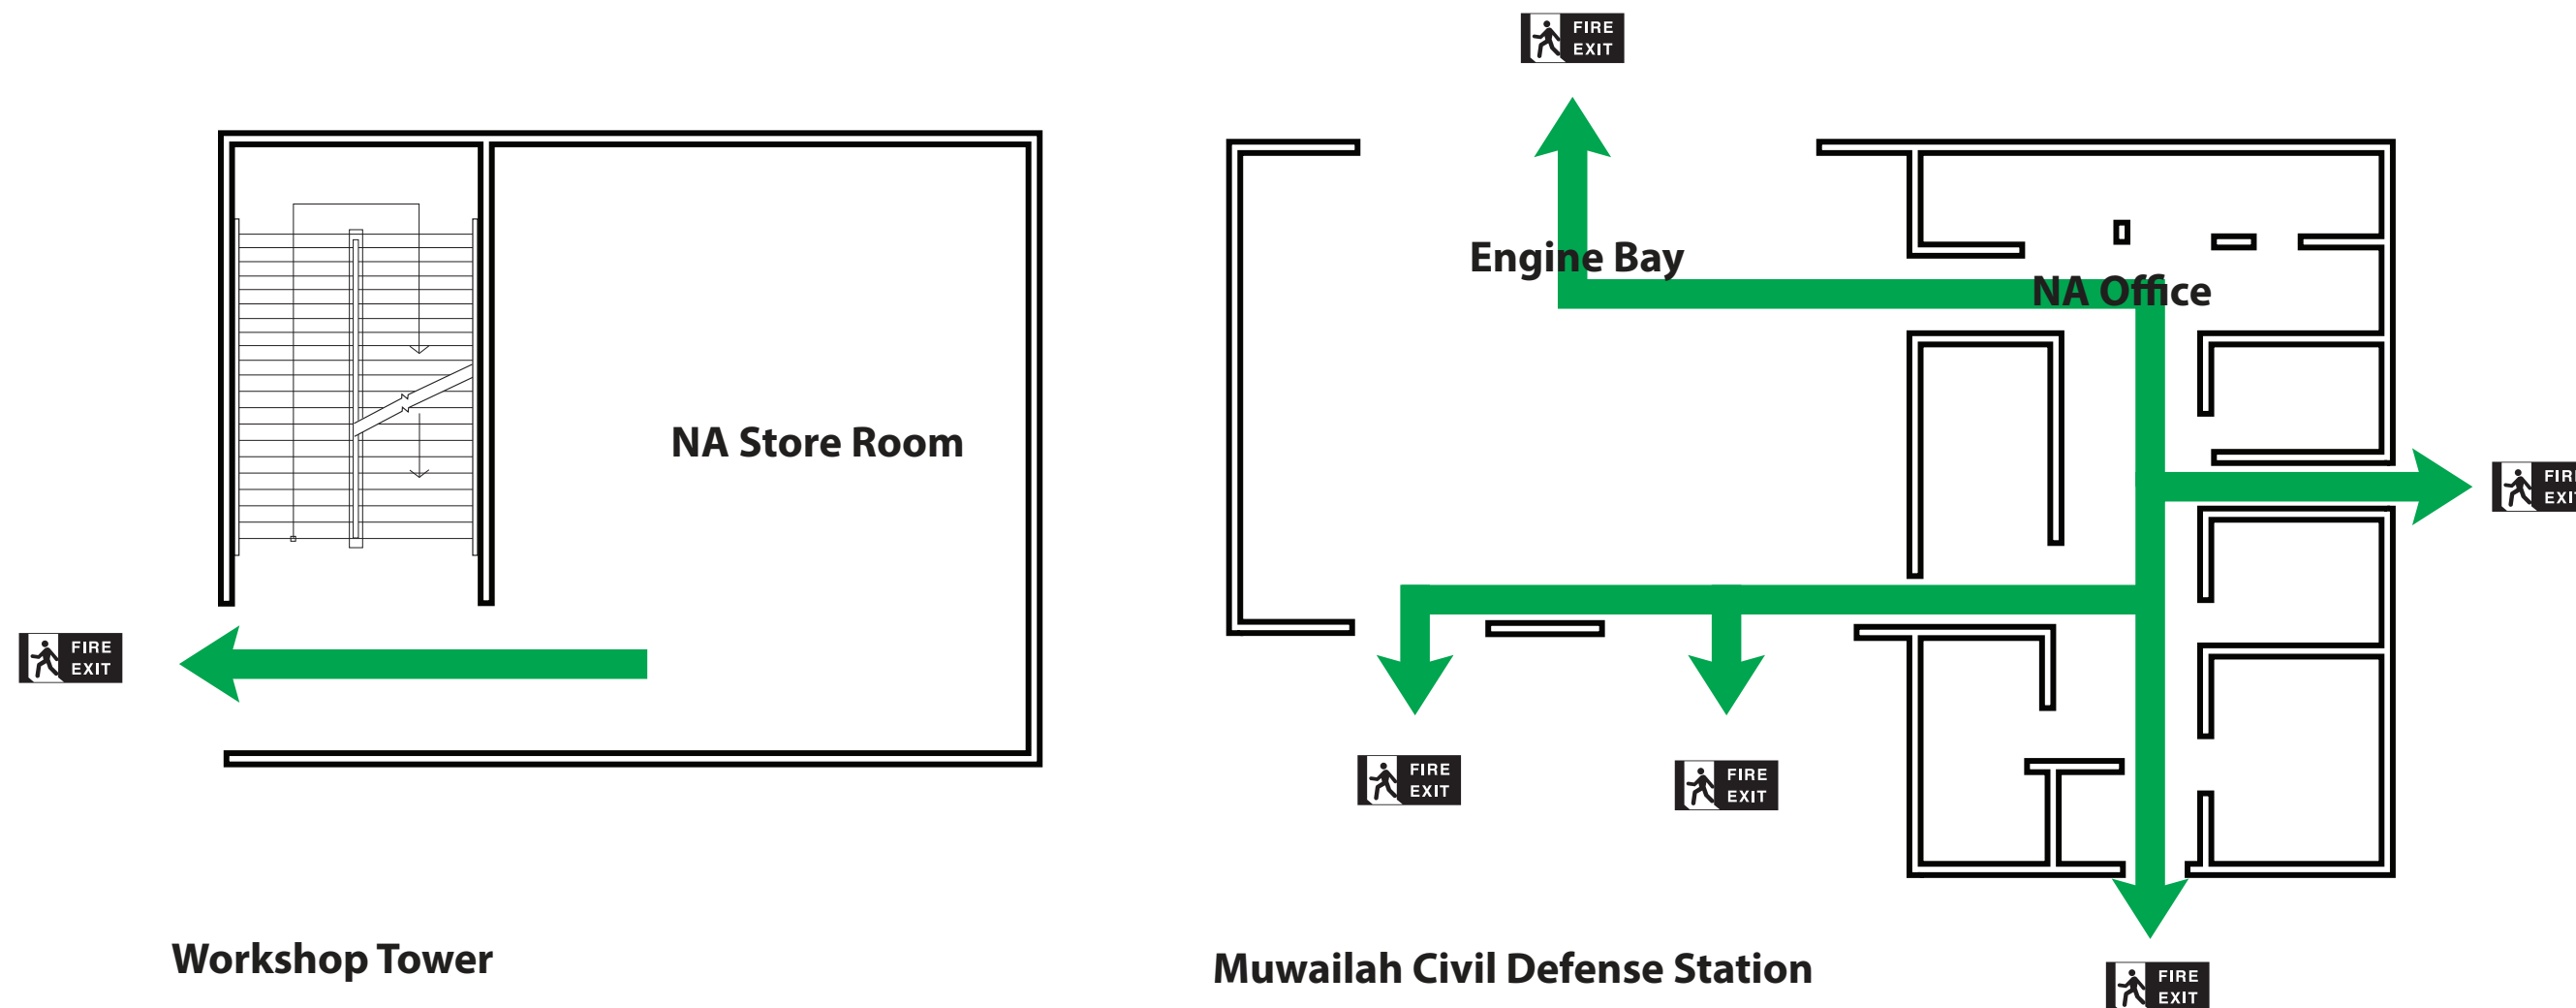 FIRE
EXIT
Engine Bay
NA Office
NA Store Room
FIRE
EXIT
FIRE
EXIT
FIRE
EXIT
FIRE
EXIT
Workshop Tower
Muwailah Civil Defense Station
FIRE
EXIT